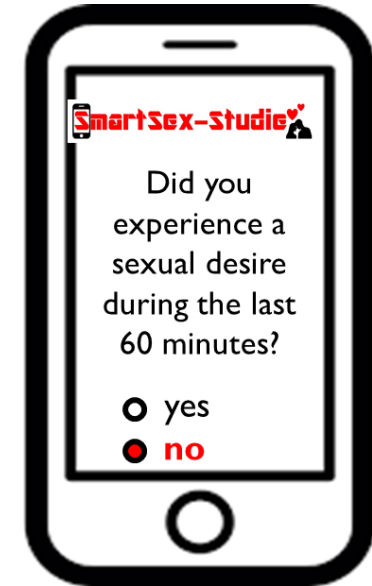 SmartSex-Studie
Did you
experience a
sexual desire
during the last
60 minutes?
yes
no